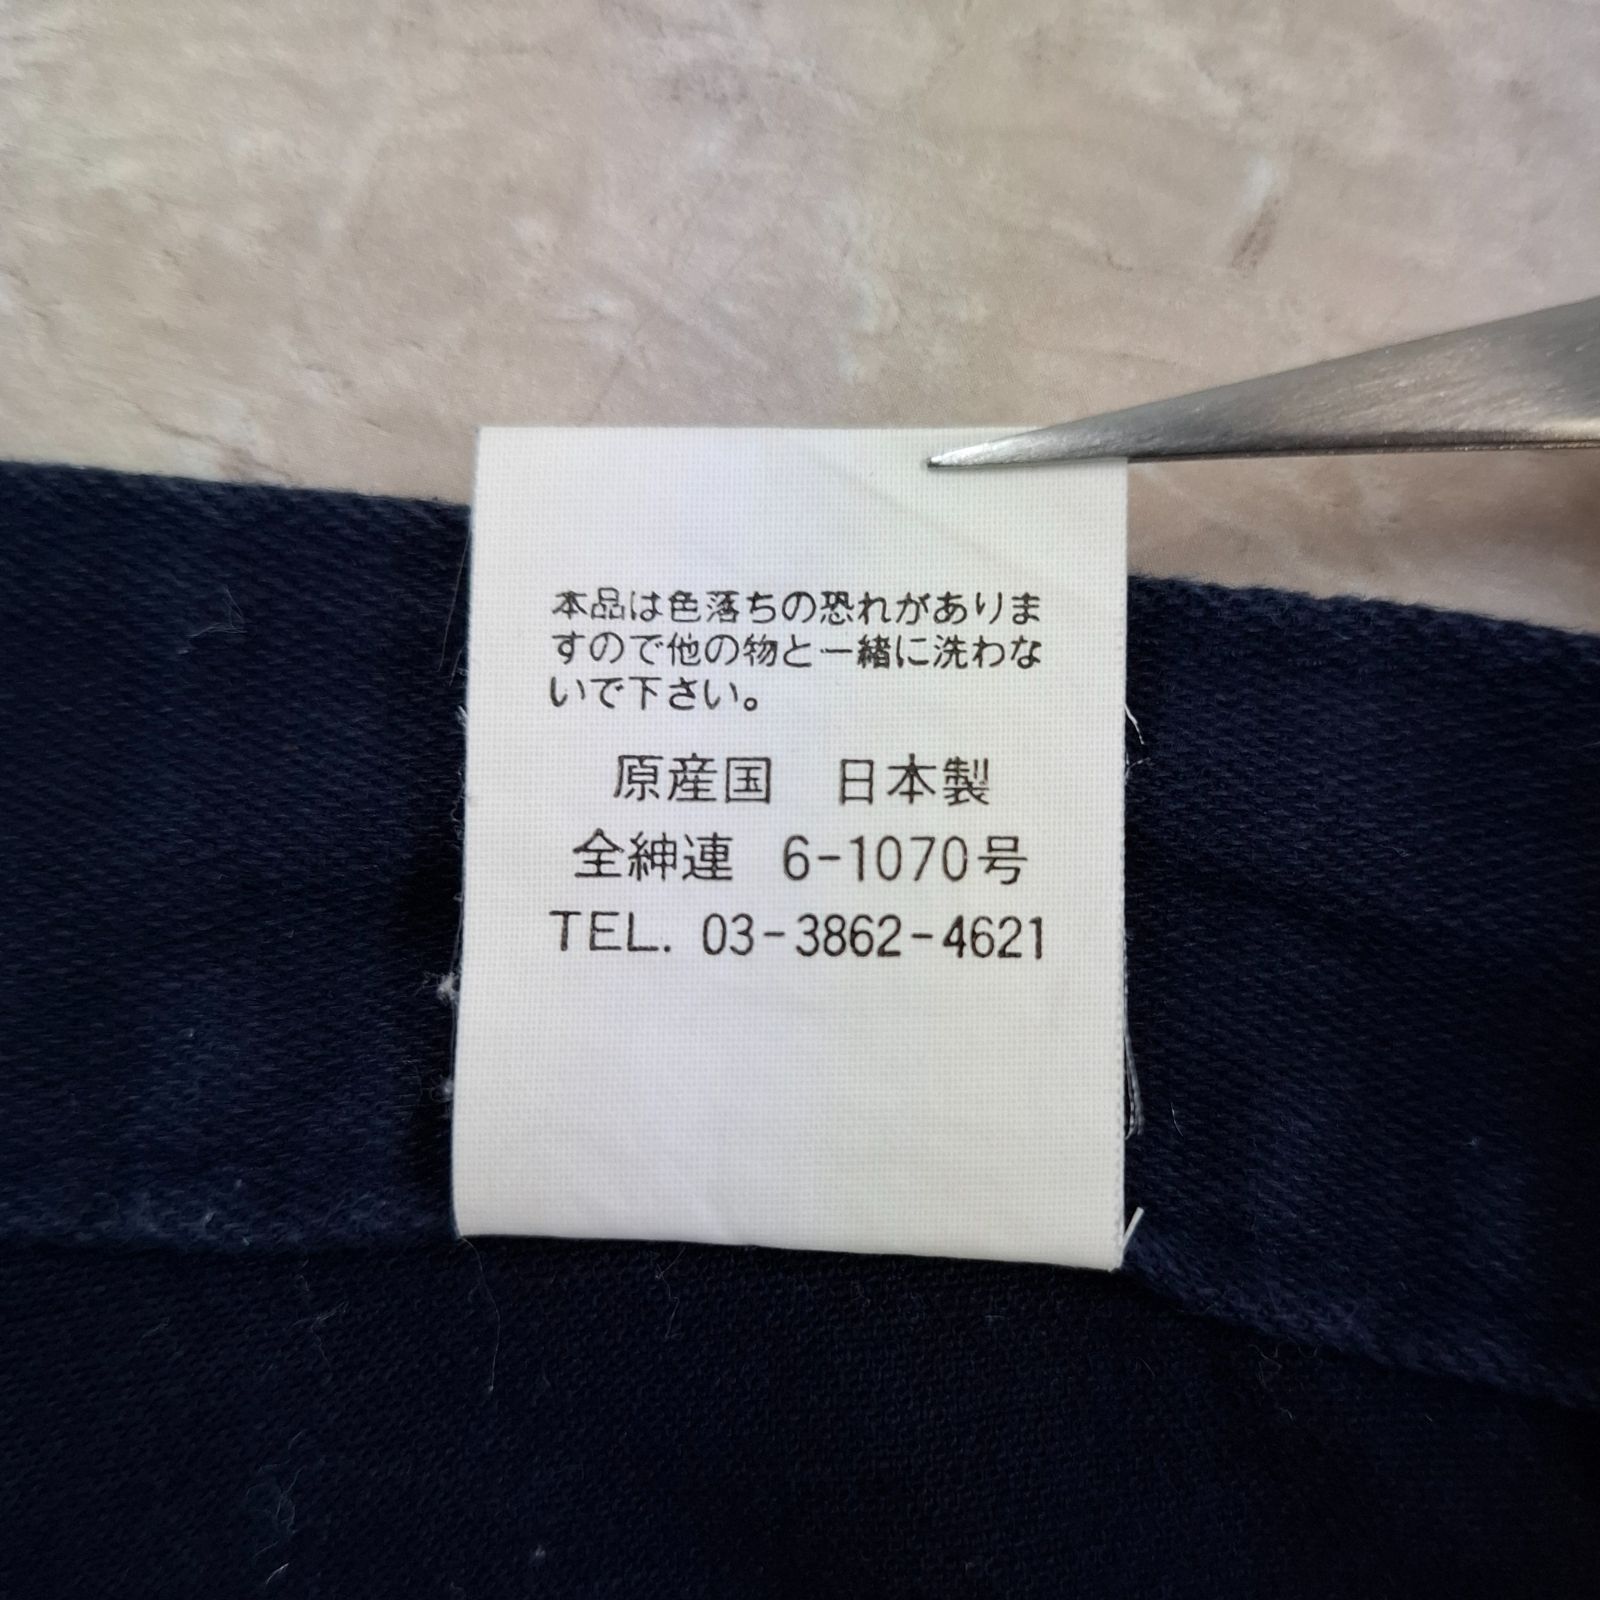 本品は色落ちの恐れがありま
すので他の物と一緒に洗わな
いで下さい。
原産国　日本製
全紳連　6-1070号
TEL. 03-3862-4621